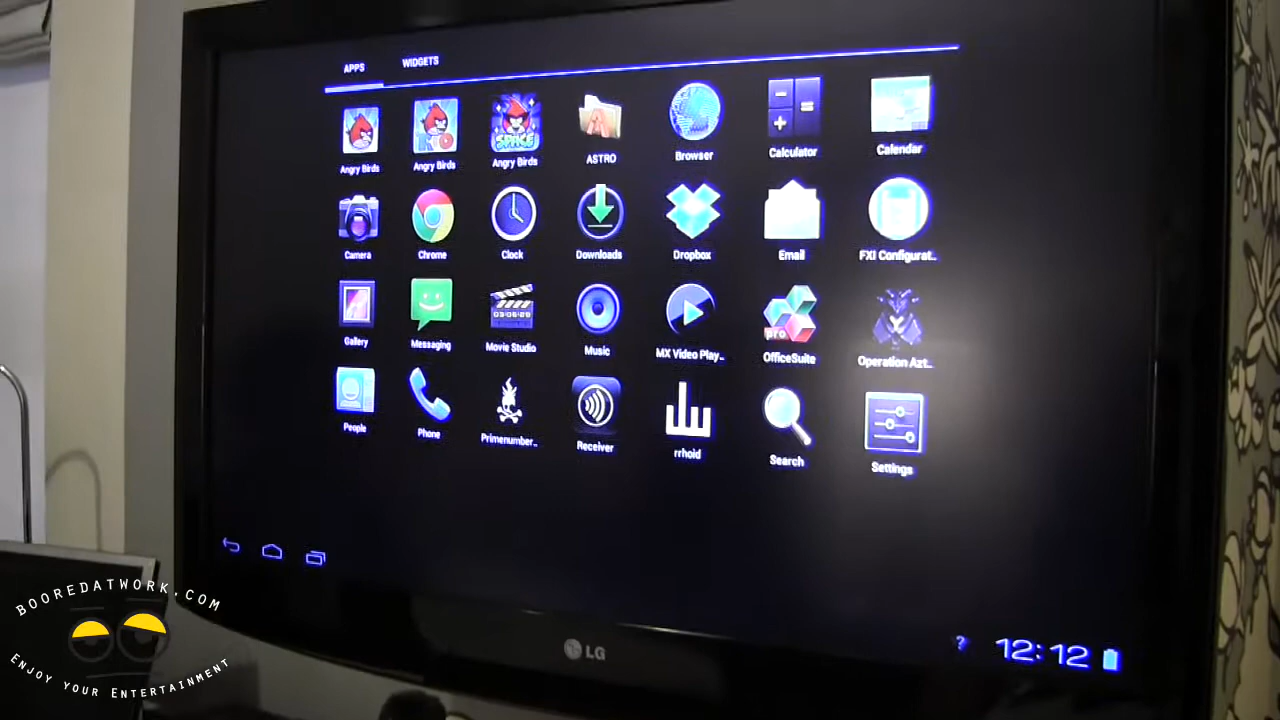 APPS WIDGETS
SPACE
Angry Birds Angry Birds Angry Birds ASTRO Browser Calculator Calendar
Camera Chrome Clock Downloads Dropbox Email FXI Configurat..
pro
Gallery Messaging Movie Studio Music MX Video Play.. OfficeSuite Operation Azt..
People Phone Primenumber.. Receiver rrhoid Search Settings
? 12:12
LG
BOOREDATWORK.COM
ENJOY YOUR ENTERTAINMENT